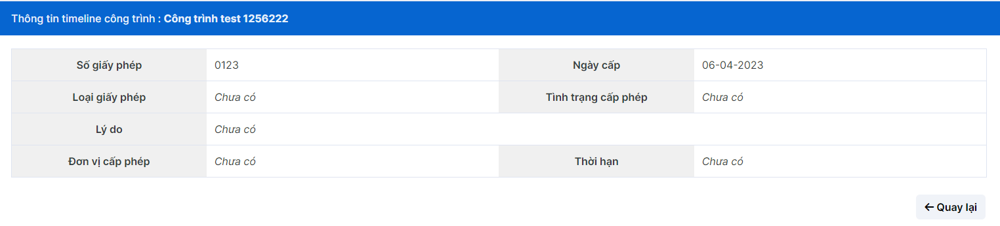 Thông tin timeline công trình : Công trình test 1256222
Số giấy phép 0123 Ngày cấp 06-04-2023
Loại giấy phép Chưa có Tình trạng cấp phép Chưa có
Lý do Chưa có
Đơn vị cấp phép Chưa có Thời hạn Chưa có
← Quay lại